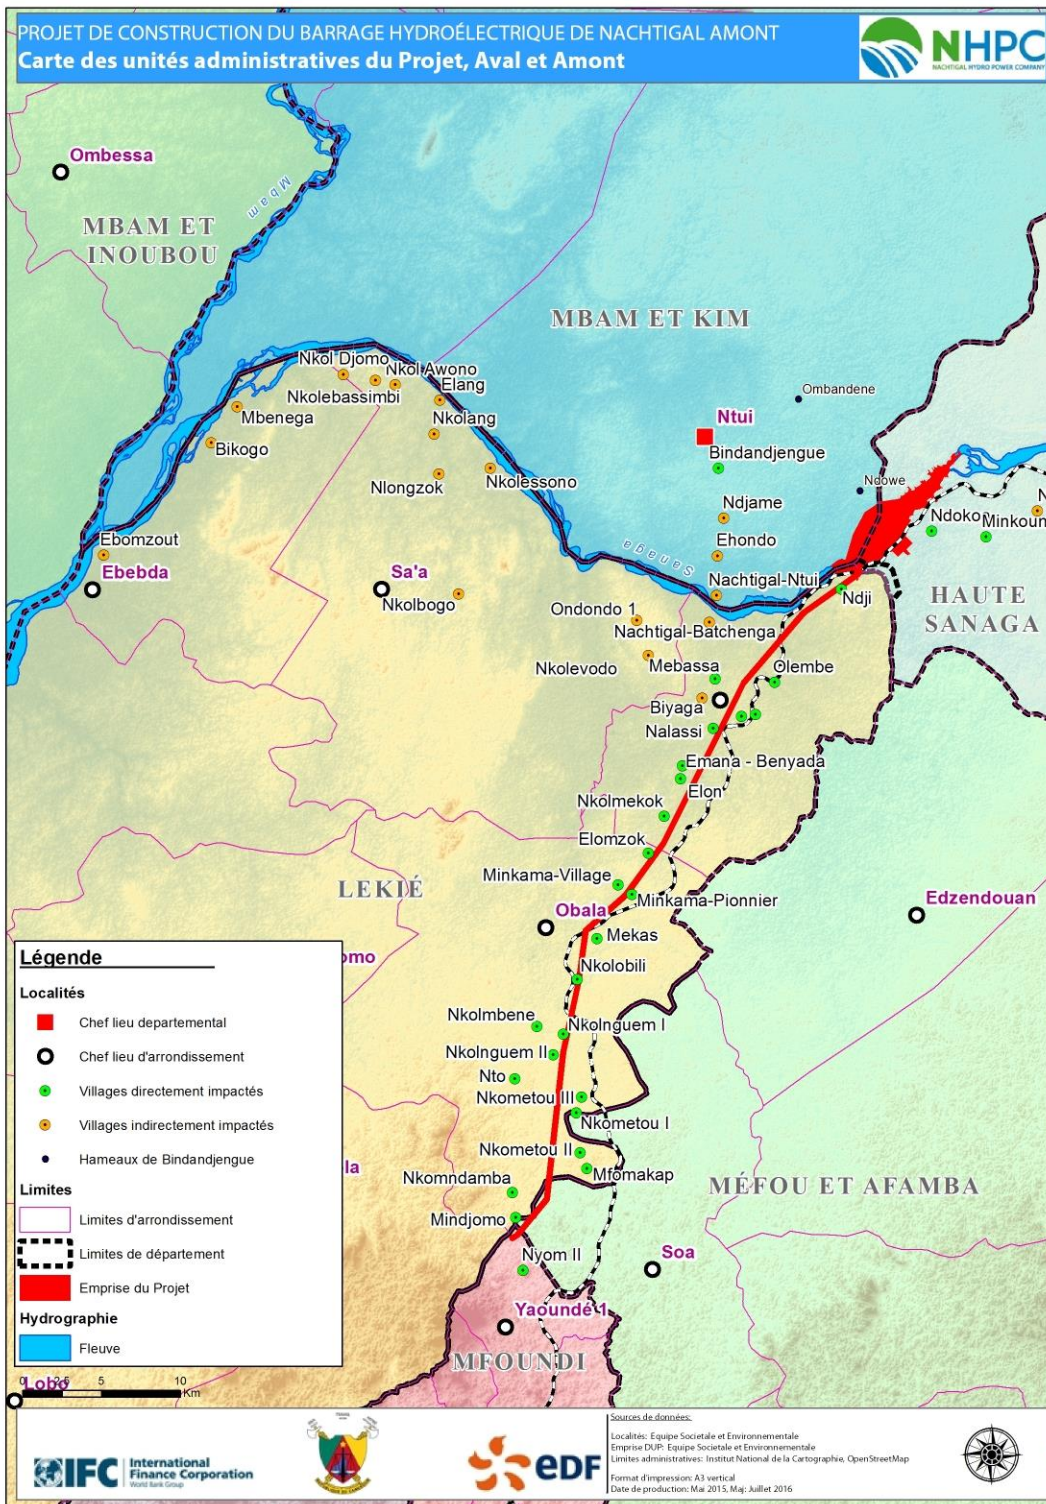 PROJET DE CONSTRUCTION DU BARRAGE HYDROÉLECTRIQUE DE NACHTIGAL AMONT
Carte des unités administratives du Projet, Aval et Amont
NHPC
NACHTIGAL HYDRO POWER COMPANY
Ombessa
Mbam
MBAM ET
INOUBOU
MBAM ET KIM
Nkol Djomo
Nkol Awono
Nkolebassimbi
Elang
Mbenega
Nkolang
Bikogo
Nlongzok
Nkolessono
Ombandene
Ntui
Bindandjengue
Ndowe
Ndjame
Ndokoa
Minkoun
N
Ehondo
Ebomzout
Ebebda
Sa'a
Nkolbogo
Sanaga
Nachtigal-Ntui
Ndji
HAUTE
SANAGA
Ondondo 1
Nachtigal-Batchenga
Nkolevodo
Mebassa
Olembe
Biyaga
Nalassi
Emana - Benyada
Elon
Nkolmekok
Elomzok
LEKIÉ
Minkama-Village
Minkama-Pionnier
Obala
Edzendouan
Mekas
omo
Nkolobili
Nkolmbene
Nkolnguem I
Nkolnguem II
Nto
Nkometou III
Nkometou I
Nkometou II
Mfomakap
la
Nkomndamba
MÉFOU ET AFAMBA
Mindjomo
Nyom II
Soa
Yaoundé 1
MFOUNDI
Lobo
Légende
Localités
Chef lieu departemental
Chef lieu d'arrondissement
Villages directement impactés
Villages indirectement impactés
Hameaux de Bindandjengue
Limites
Limites d'arrondissement
Limites de département
Emprise du Projet
Hydrographie
Fleuve
0 2,5 5 10
Km
IFC International
Finance Corporation
World Bank Group
edf
Sources de données:
Localités: Equipe Societale et Environnementale
Emprise DUP: Equipe Societale et Environnementale
Limites administratives: Institut National de la Cartographie, OpenStreetMap
Format d'impression: A3 vertical
Date de production: Mai 2015, Maj: Juillet 2016